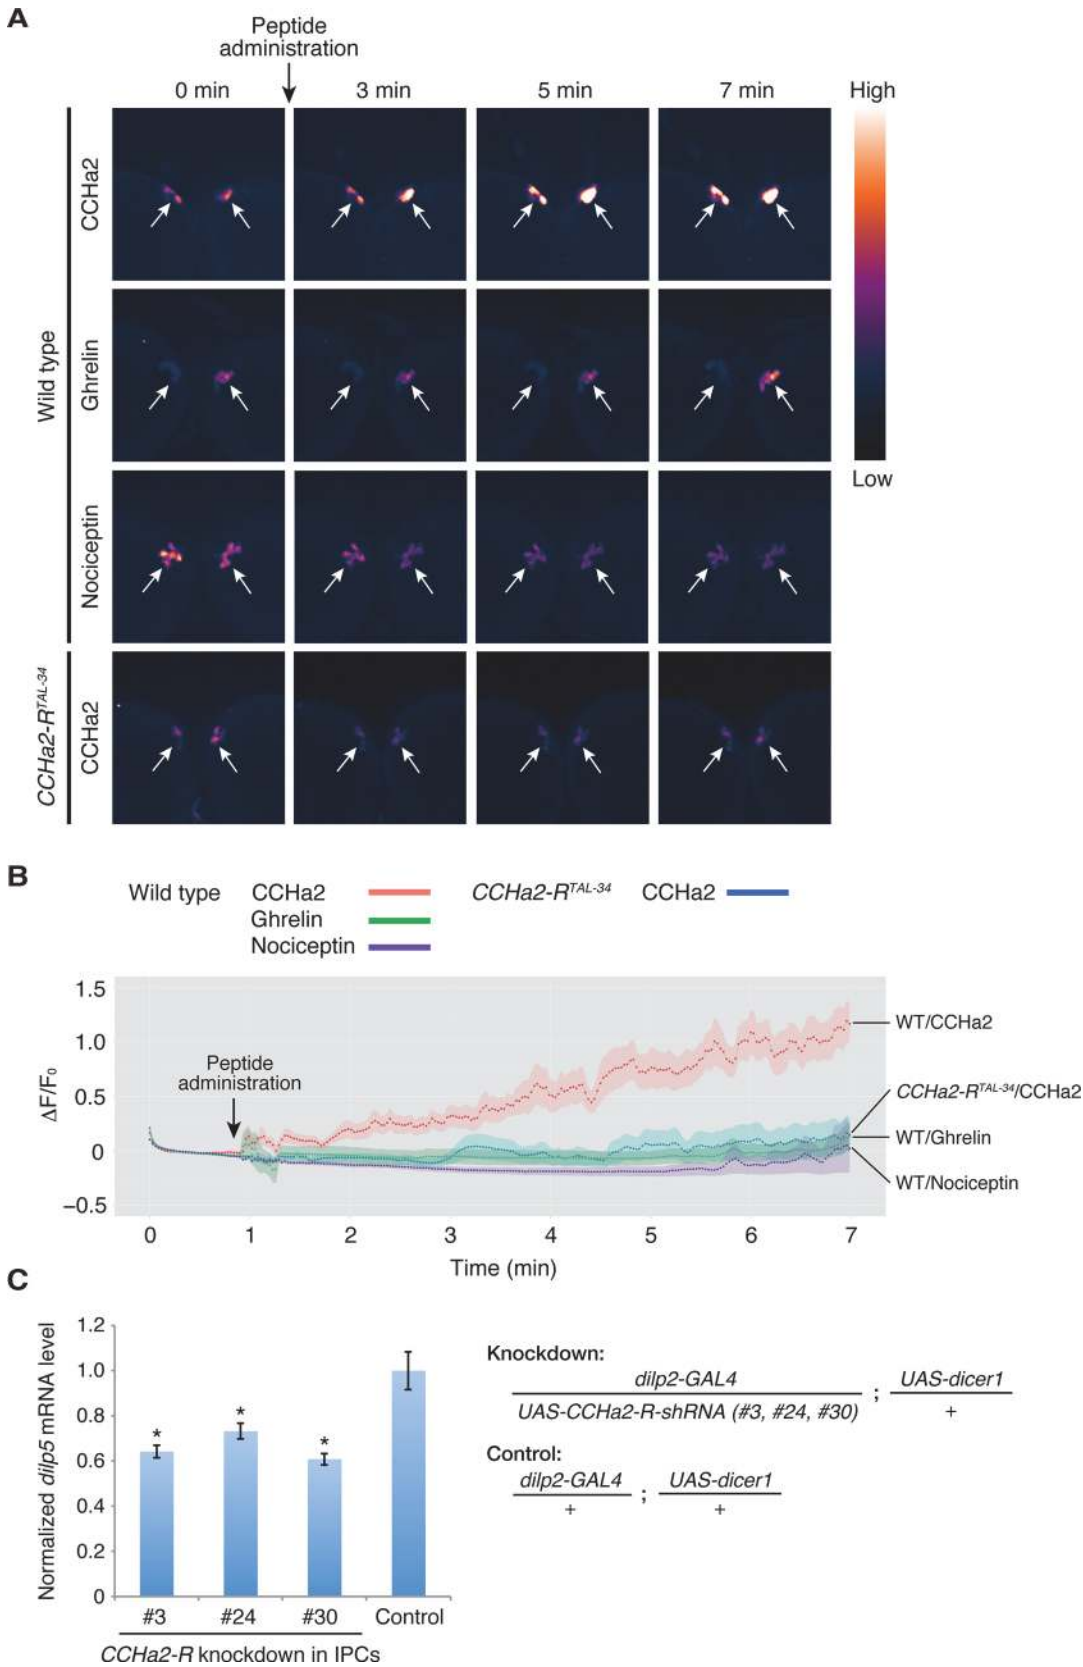 A
Peptide
administration
0 min 3 min 5 min 7 min High
Wild type
CCHa2
Ghrelin
Nociceptin
Low
CCHa2-R^TAL-34
CCHa2
B
Wild type CCHa2 CCHa2-R^TAL-34 CCHa2
Ghrelin
Nociceptin
1.5
1.0
0.5
0
−0.5
ΔF/F₀
Peptide
administration
WT/CCHa2
CCHa2-R^TAL-34/CCHa2
WT/Ghrelin
WT/Nociceptin
0 1 2 3 4 5 6 7
Time (min)
C
Normalized dilp5 mRNA level
1.2
1.0
0.8
0.6
0.4
0.2
0
* * *
#3 #24 #30 Control
CCHa2-R knockdown in IPCs
Knockdown:
dilp2-GAL4 ; UAS-dicer1
UAS-CCHa2-R-shRNA (#3, #24, #30) +
Control:
dilp2-GAL4 ; UAS-dicer1
+ +